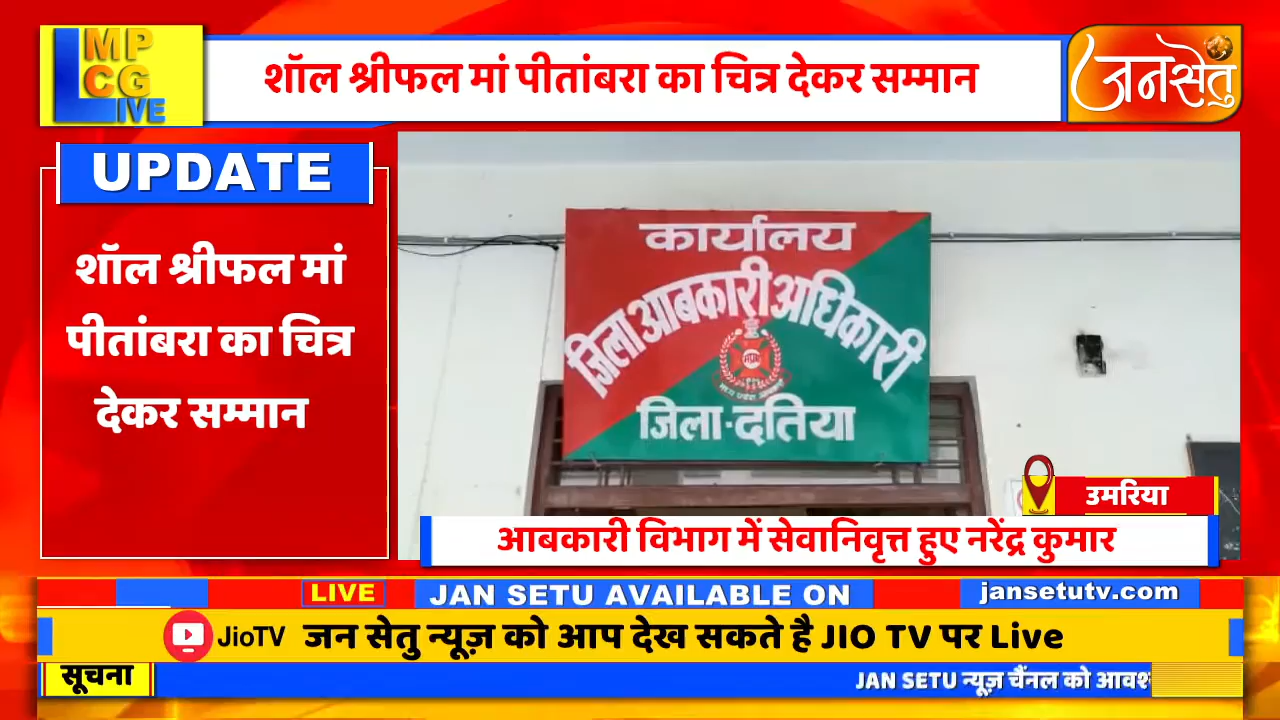 MP
CG
LIVE
शॉल श्रीफल मां पीतांबरा का चित्र देकर सम्मान
जनसेतु
UPDATE
शॉल श्रीफल मां
पीतांबरा का चित्र
देकर सम्मान
कार्यालय
जिला आबकारी अधिकारी
जिला-दतिया
उमरिया
आबकारी विभाग में सेवानिवृत्त हुए नरेंद्र कुमार
LIVE
JAN SETU AVAILABLE ON
jansetutv.com
JioTV जन सेतु न्यूज़ को आप देख सकते है JIO TV पर Live
सूचना
JAN SETU न्यूज़ चैंनल को